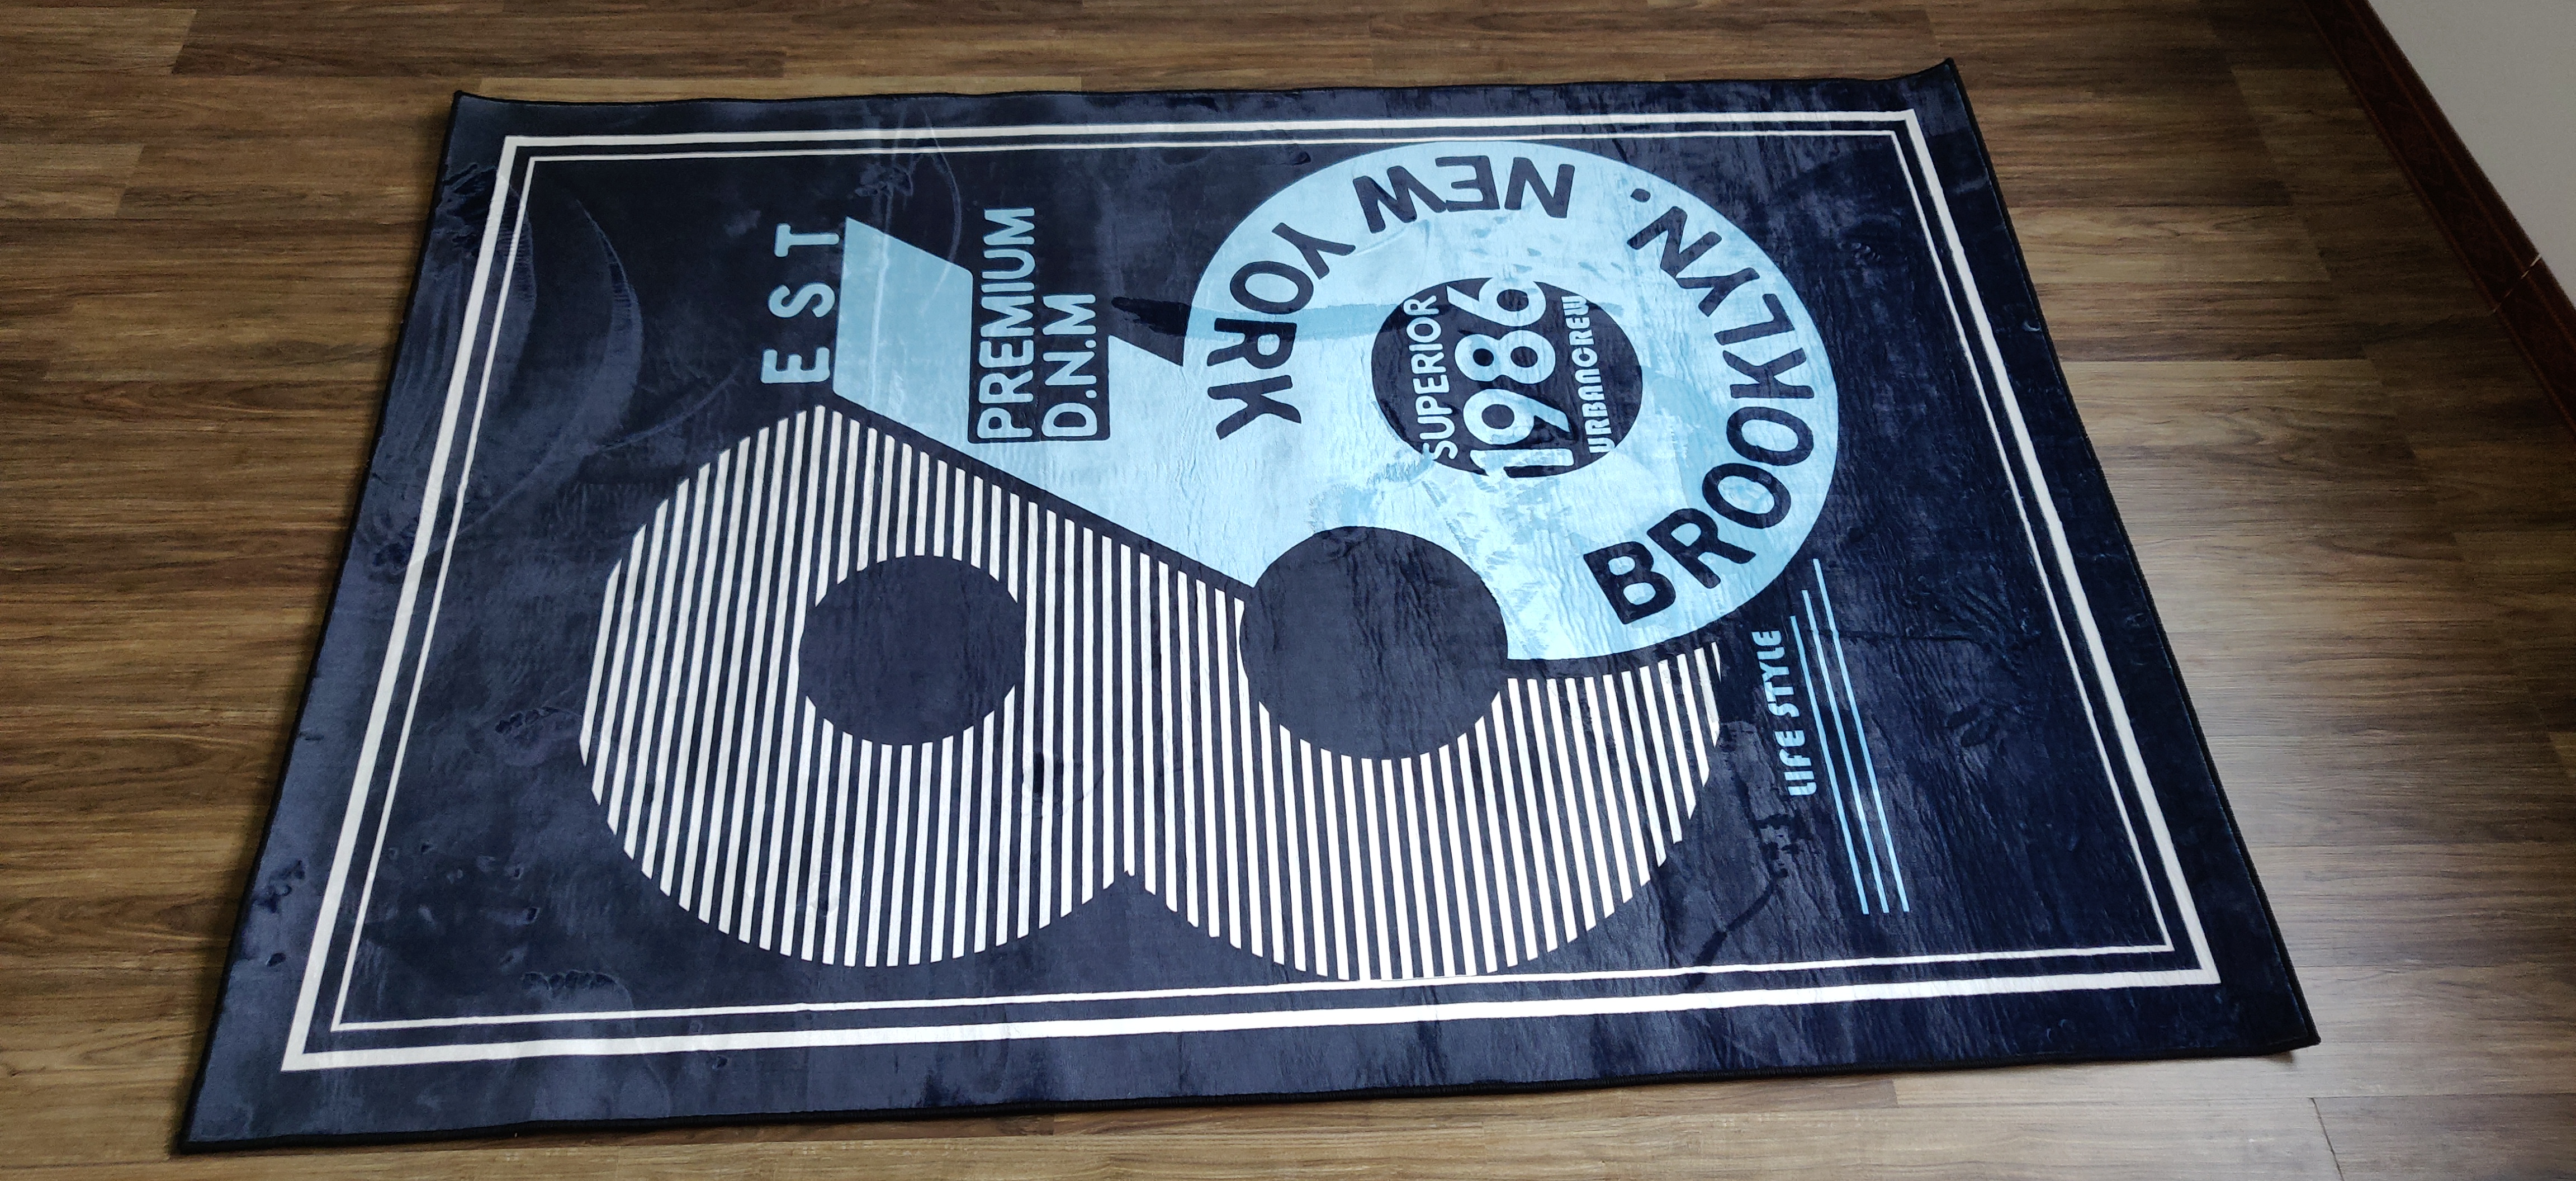 EST
PREMIUM
D.N.M
BROOKLYN. NEW YORK
SUPERIOR
1986
URBANCREW
LIFE STYLE